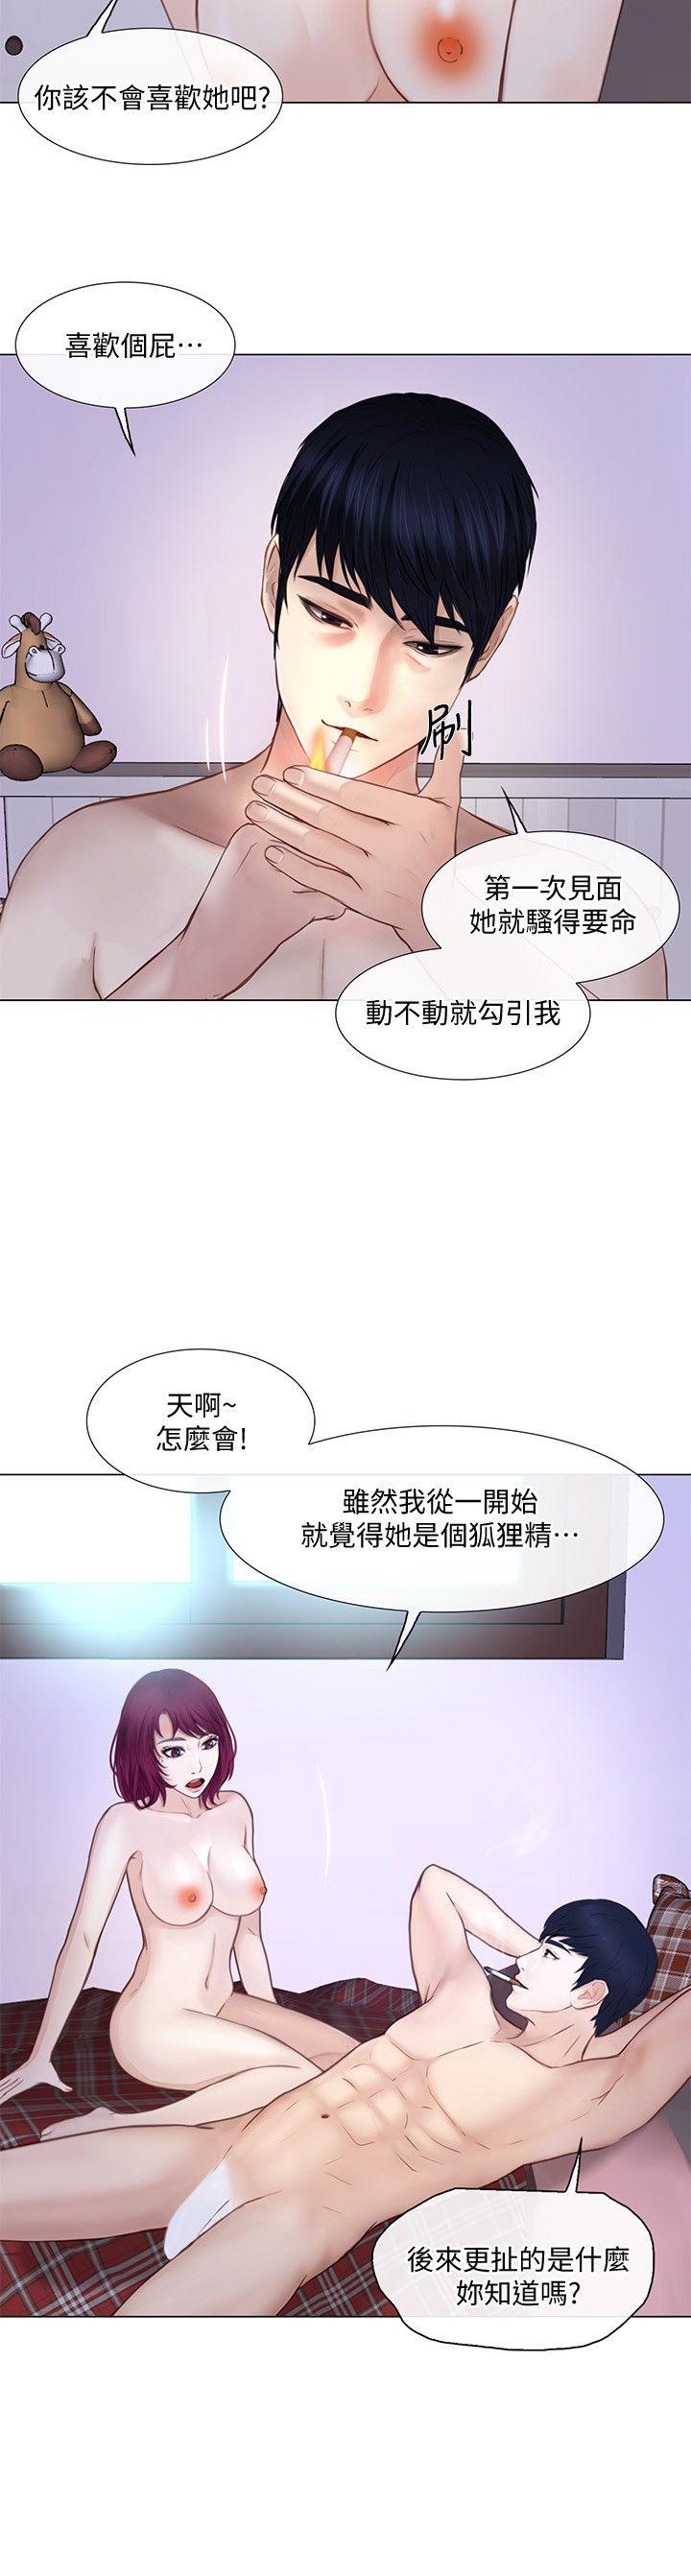 你該不會喜歡她吧?
喜歡個屁…
刷
第一次見面
她就騷得要命
動不動就勾引我
天啊~
怎麼會!
雖然我從一開始
就覺得她是個狐狸精…
後來更扯的是什麼
妳知道嗎?